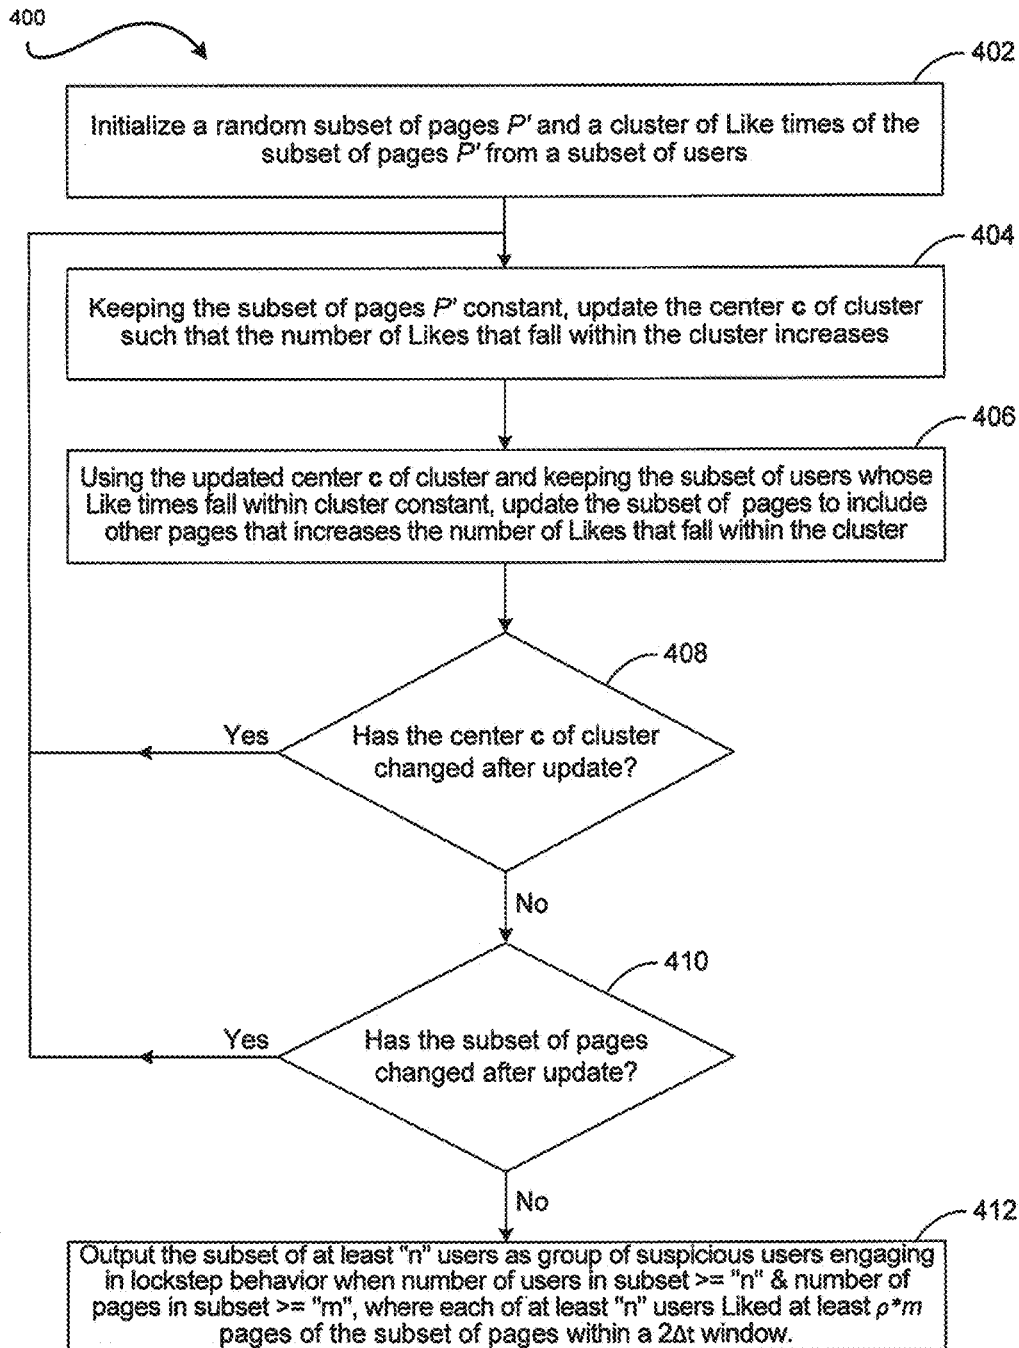 400
402
Initialize a random subset of pages P' and a cluster of Like times of the
subset of pages P' from a subset of users
404
Keeping the subset of pages P' constant, update the center c of cluster
such that the number of Likes that fall within the cluster increases
406
Using the updated center c of cluster and keeping the subset of users whose
Like times fall within cluster constant, update the subset of pages to include
other pages that increases the number of Likes that fall within the cluster
408
Yes
Has the center c of cluster
changed after update?
No
410
Yes
Has the subset of pages
changed after update?
No
412
Output the subset of at least "n" users as group of suspicious users engaging
in lockstep behavior when number of users in subset >= "n" & number of
pages in subset >= "m", where each of at least "n" users Liked at least ρ*m
pages of the subset of pages within a 2Δt window.